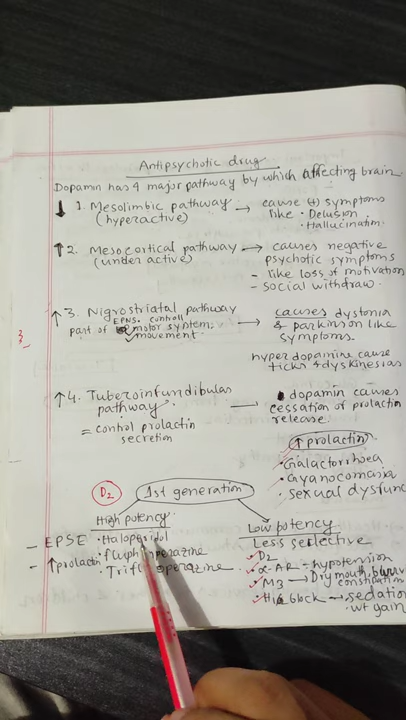 Antipsychotic drug
Dopamin has 4 major pathway by which affecting brain
↓ 1. Mesolimbic pathway → cause (+) symptoms
(hyperactive) like • Delusion
• Hallucination.
↑ 2. Mesocortical pathway → causes negative
(under active) psychotic symptoms
- like loss of motivation
- social withdraw.
↑ 3. Nigrostriatal pathway → causes dystonia
EPNS. controll
part of motor system, & parkinson like
movement. symptoms.
hyper dopamine cause
ticks & dyskinesias
↑ 4. Tuberoinfundibular → dopamin causes
pathway. cessation of prolactin
= control prolactin release.
secretion
↑ prolactin
• Galactorrhoea
• Gyanocomasia
• sexual dysfunc
D2 1st generation
High potency Low potency
Less selective
- EPSE • Haloperidol • D2
- ↑prolactin • fluphenazine • α-AR - hypotension
• Trifluoperazine. • M3 → Dry mouth, blurr
constipation
• H1 block → sedation
wt gain